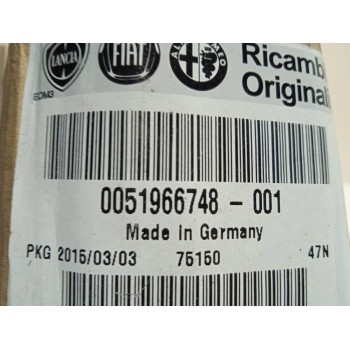 LANCIA FIAT ALFA ROMEO Ricamb
Originali
0051966748 - 001
Made in Germany
PKG 2015/03/03 75150 47N